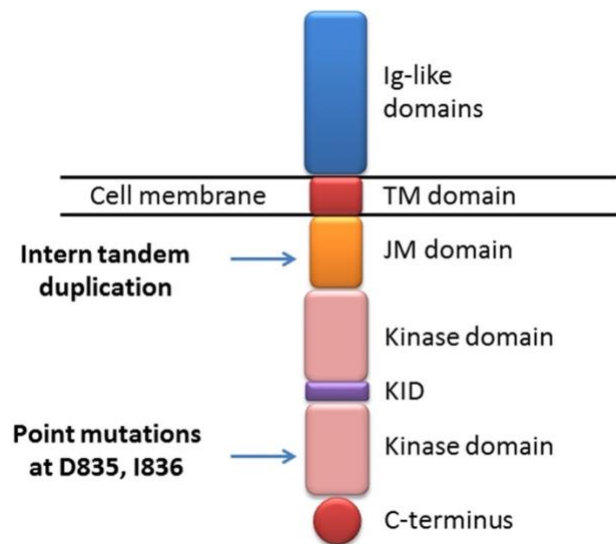 Ig-like
domains
Cell membrane
TM domain
Intern tandem
duplication
JM domain
Kinase domain
KID
Point mutations
at D835, I836
Kinase domain
C-terminus